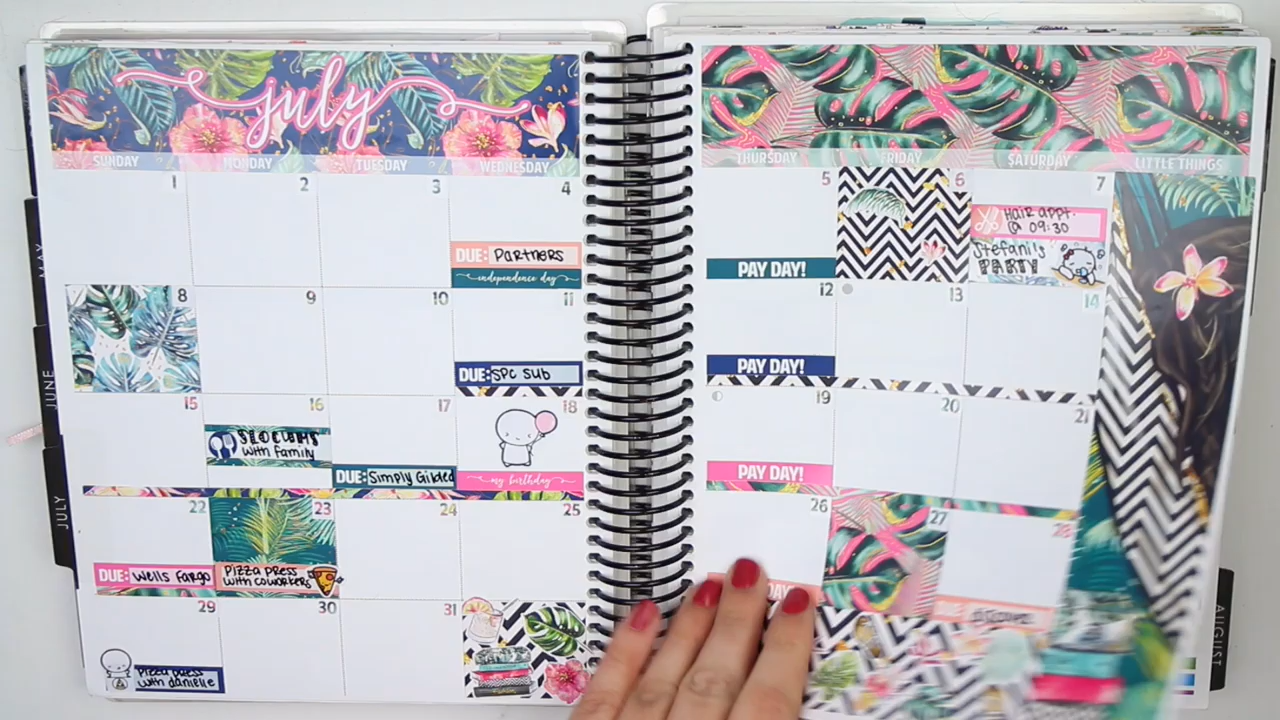 july
SUNDAY MONDAY TUESDAY WEDNESDAY THURSDAY FRIDAY SATURDAY LITTLE THINGS
1 2 3 4 5 6 7
Hair appt.
@ 09:30
DUE: Partners
independence day
PAY DAY!
Stefani's
PARTY
8 9 10 11 12 13 14
DUE: SPC SUB
PAY DAY!
15 16 17 18 19 20 21
SLOCUMS
with family
DUE: Simply Gilded
my birthday
PAY DAY!
22 23 24 25 26 27 28
DUE: Wells Fargo
Pizza press
with coworkers
29 30 31
Pizza press
with danielle
MAY
JUNE
JULY
AUGUST